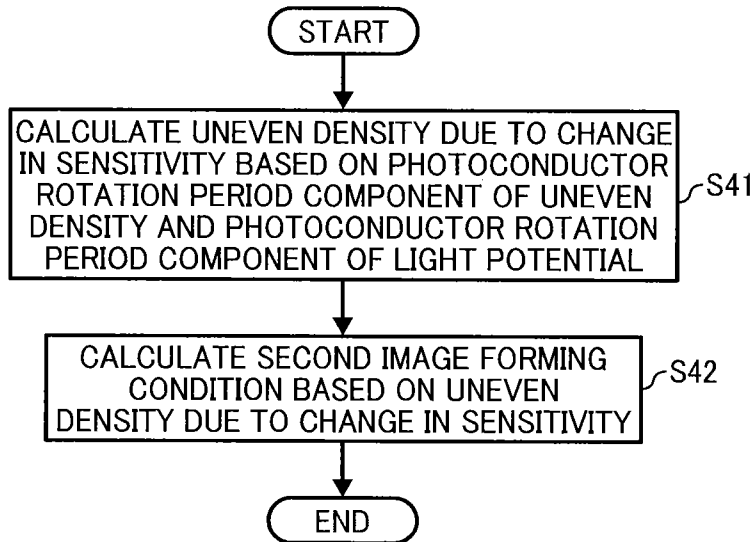 START
CALCULATE UNEVEN DENSITY DUE TO CHANGE
IN SENSITIVITY BASED ON PHOTOCONDUCTOR
ROTATION PERIOD COMPONENT OF UNEVEN
DENSITY AND PHOTOCONDUCTOR ROTATION
PERIOD COMPONENT OF LIGHT POTENTIAL
S41
CALCULATE SECOND IMAGE FORMING
CONDITION BASED ON UNEVEN
DENSITY DUE TO CHANGE IN SENSITIVITY
S42
END